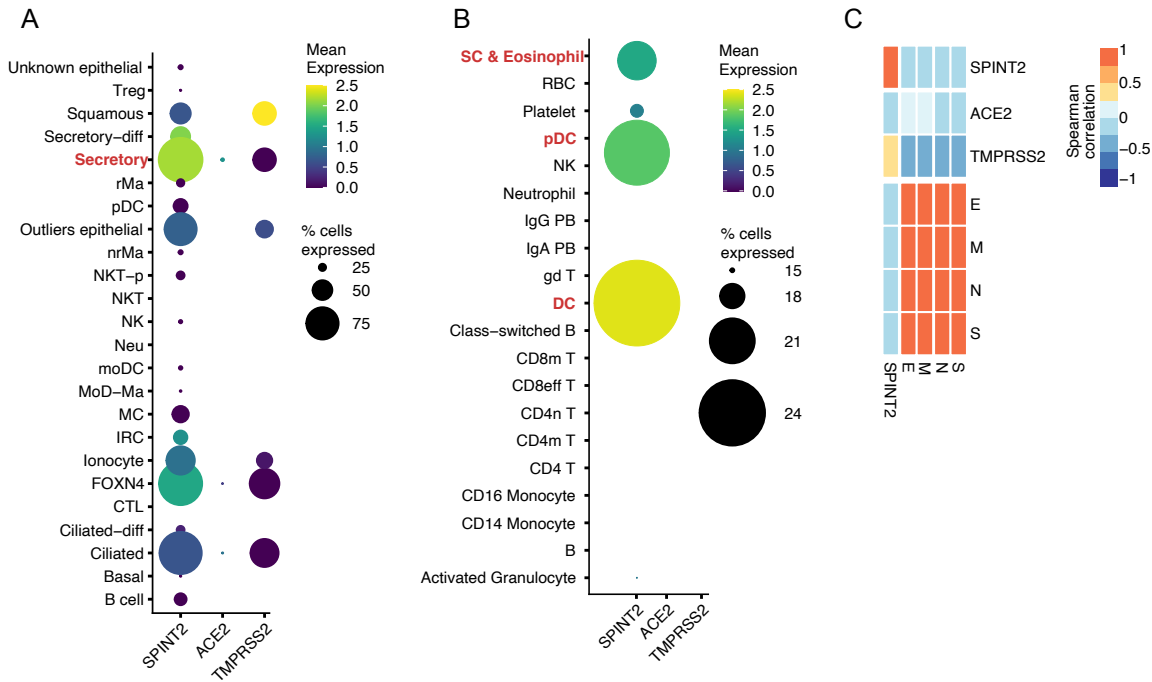 A
Unknown epithelial
Treg
Squamous
Secretory−diff
Secretory
rMa
pDC
Outliers epithelial
nrMa
NKT−p
NKT
NK
Neu
moDC
MoD−Ma
MC
IRC
Ionocyte
FOXN4
CTL
Ciliated−diff
Ciliated
Basal
B cell
SPINT2
ACE2
TMPRSS2
Mean
Expression
2.5
2.0
1.5
1.0
0.5
0.0
% cells
expressed
25
50
75
B
SC & Eosinophil
RBC
Platelet
pDC
NK
Neutrophil
IgG PB
IgA PB
gd T
DC
Class−switched B
CD8m T
CD8eff T
CD4n T
CD4m T
CD4 T
CD16 Monocyte
CD14 Monocyte
B
Activated Granulocyte
SPINT2
ACE2
TMPRSS2
Mean
Expression
2.5
2.0
1.5
1.0
0.5
0.0
% cells
expressed
15
18
21
24
C
SPINT2
ACE2
TMPRSS2
E
M
N
S
SPINT2
E
M
N
S
Spearman
correlation
1
0.5
0
−0.5
−1